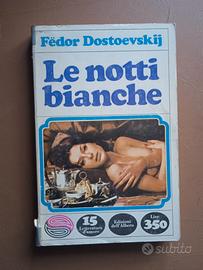 Fëdor Dostoevskij
Le notti
bianche
15
Letteratura
d'amore
Edizioni
dell'Albero
Lire
350
subito